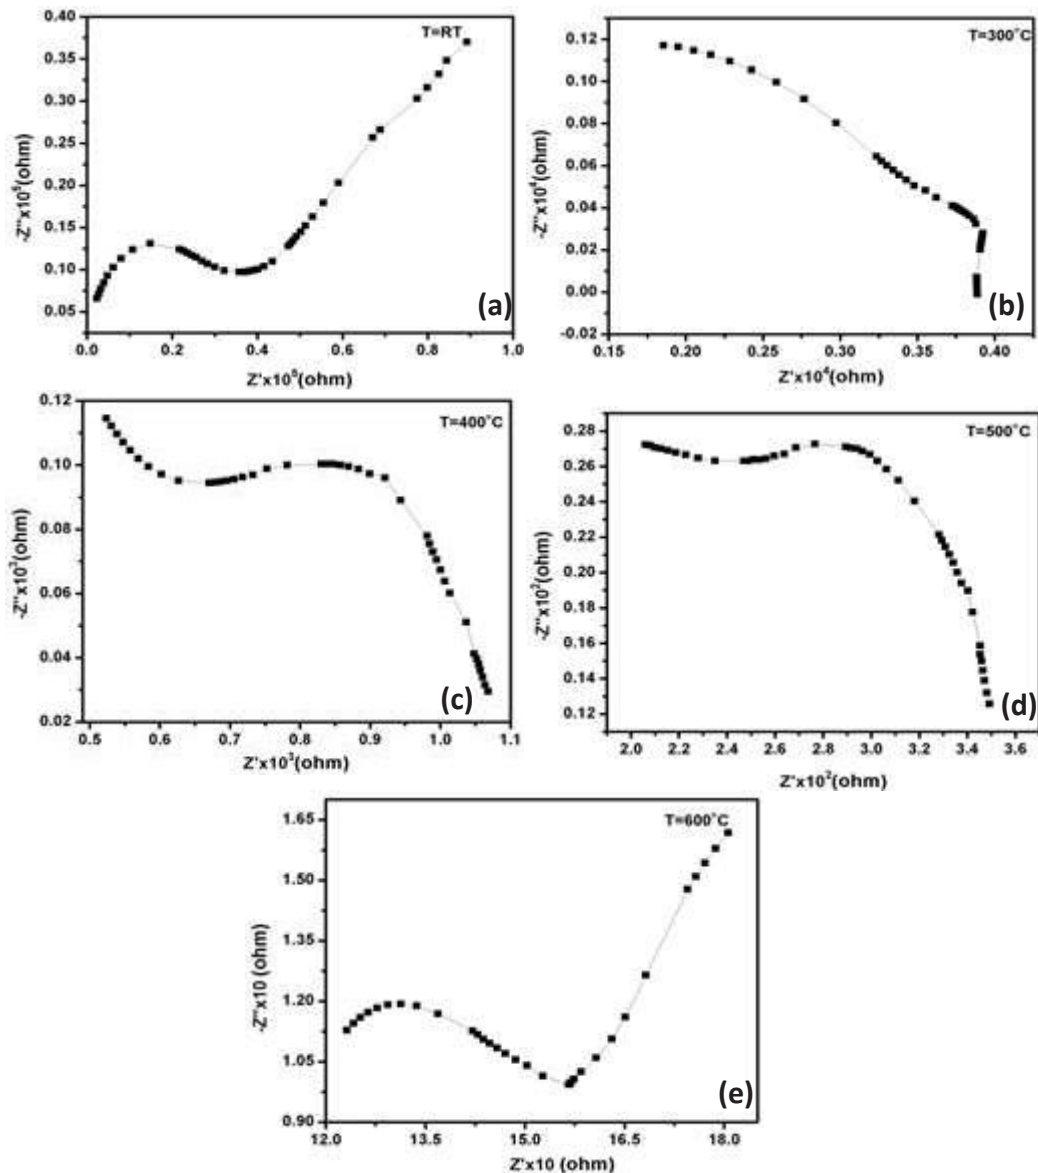 0.40
0.35
0.30
0.25
0.20
0.15
0.10
0.05
-Z''x10⁵(ohm)
T=RT
(a)
0.0 0.2 0.4 0.6 0.8 1.0
Z'x10⁵(ohm)
0.12
0.10
0.08
0.06
0.04
0.02
0.00
-0.02
-Z''x10⁴(ohm)
T=300°C
(b)
0.15 0.20 0.25 0.30 0.35 0.40
Z'x10⁴(ohm)
0.12
0.10
0.08
0.06
0.04
0.02
-Z''x10³(ohm)
T=400°C
(c)
0.5 0.6 0.7 0.8 0.9 1.0 1.1
Z'x10³(ohm)
0.28
0.26
0.24
0.22
0.20
0.18
0.16
0.14
0.12
-Z''x10²(ohm)
T=500°C
(d)
2.0 2.2 2.4 2.6 2.8 3.0 3.2 3.4 3.6
Z'x10²(ohm)
1.65
1.50
1.35
1.20
1.05
0.90
-Z''x10 (ohm)
T=600°C
(e)
12.0 13.5 15.0 16.5 18.0
Z'x10 (ohm)